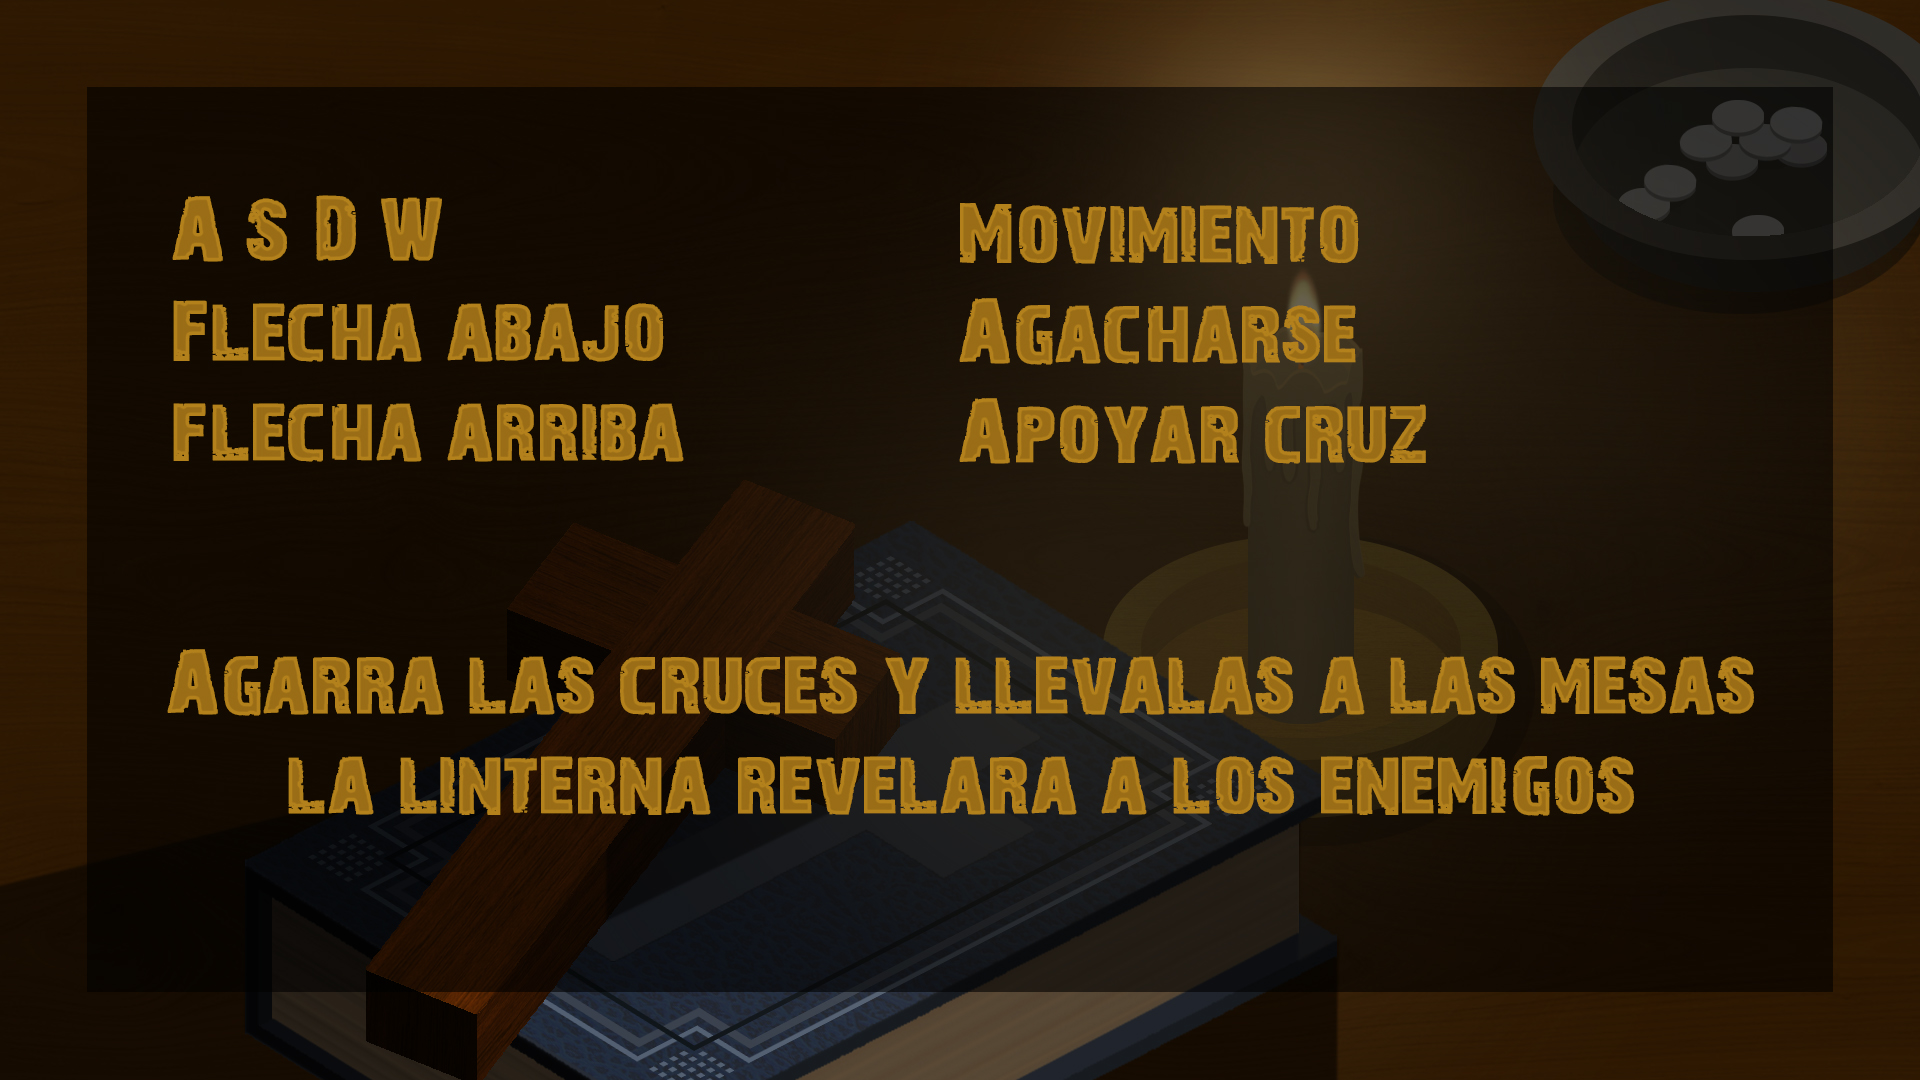 A S D W Movimiento
Flecha abajo Agacharse
Flecha arriba Apoyar cruz
Agarra las cruces y llevalas a las mesas
la linterna revelara a los enemigos